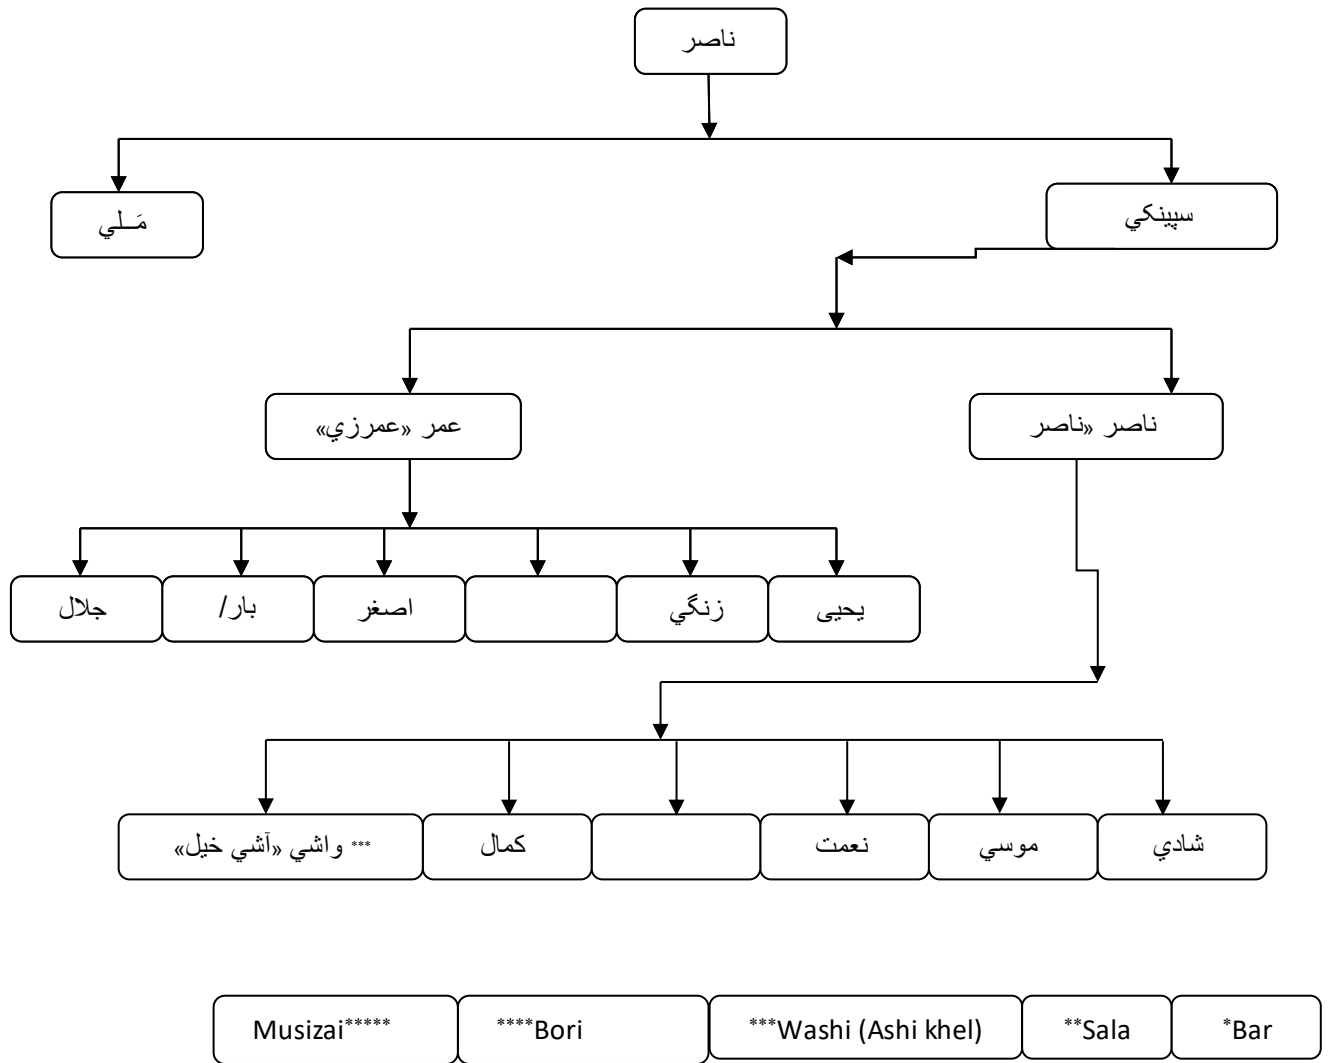 ناصر
سپينکي
مَـلي
ناصر «ناصر
عمر «عمرزي»
يحيی
زنگي
اصغر
بار/
جلال
شادي
موسي
نعمت
کمال
*** واشي «آشي خيل»
Musizai*****
****Bori
***Washi (Ashi khel)
**Sala
*Bar